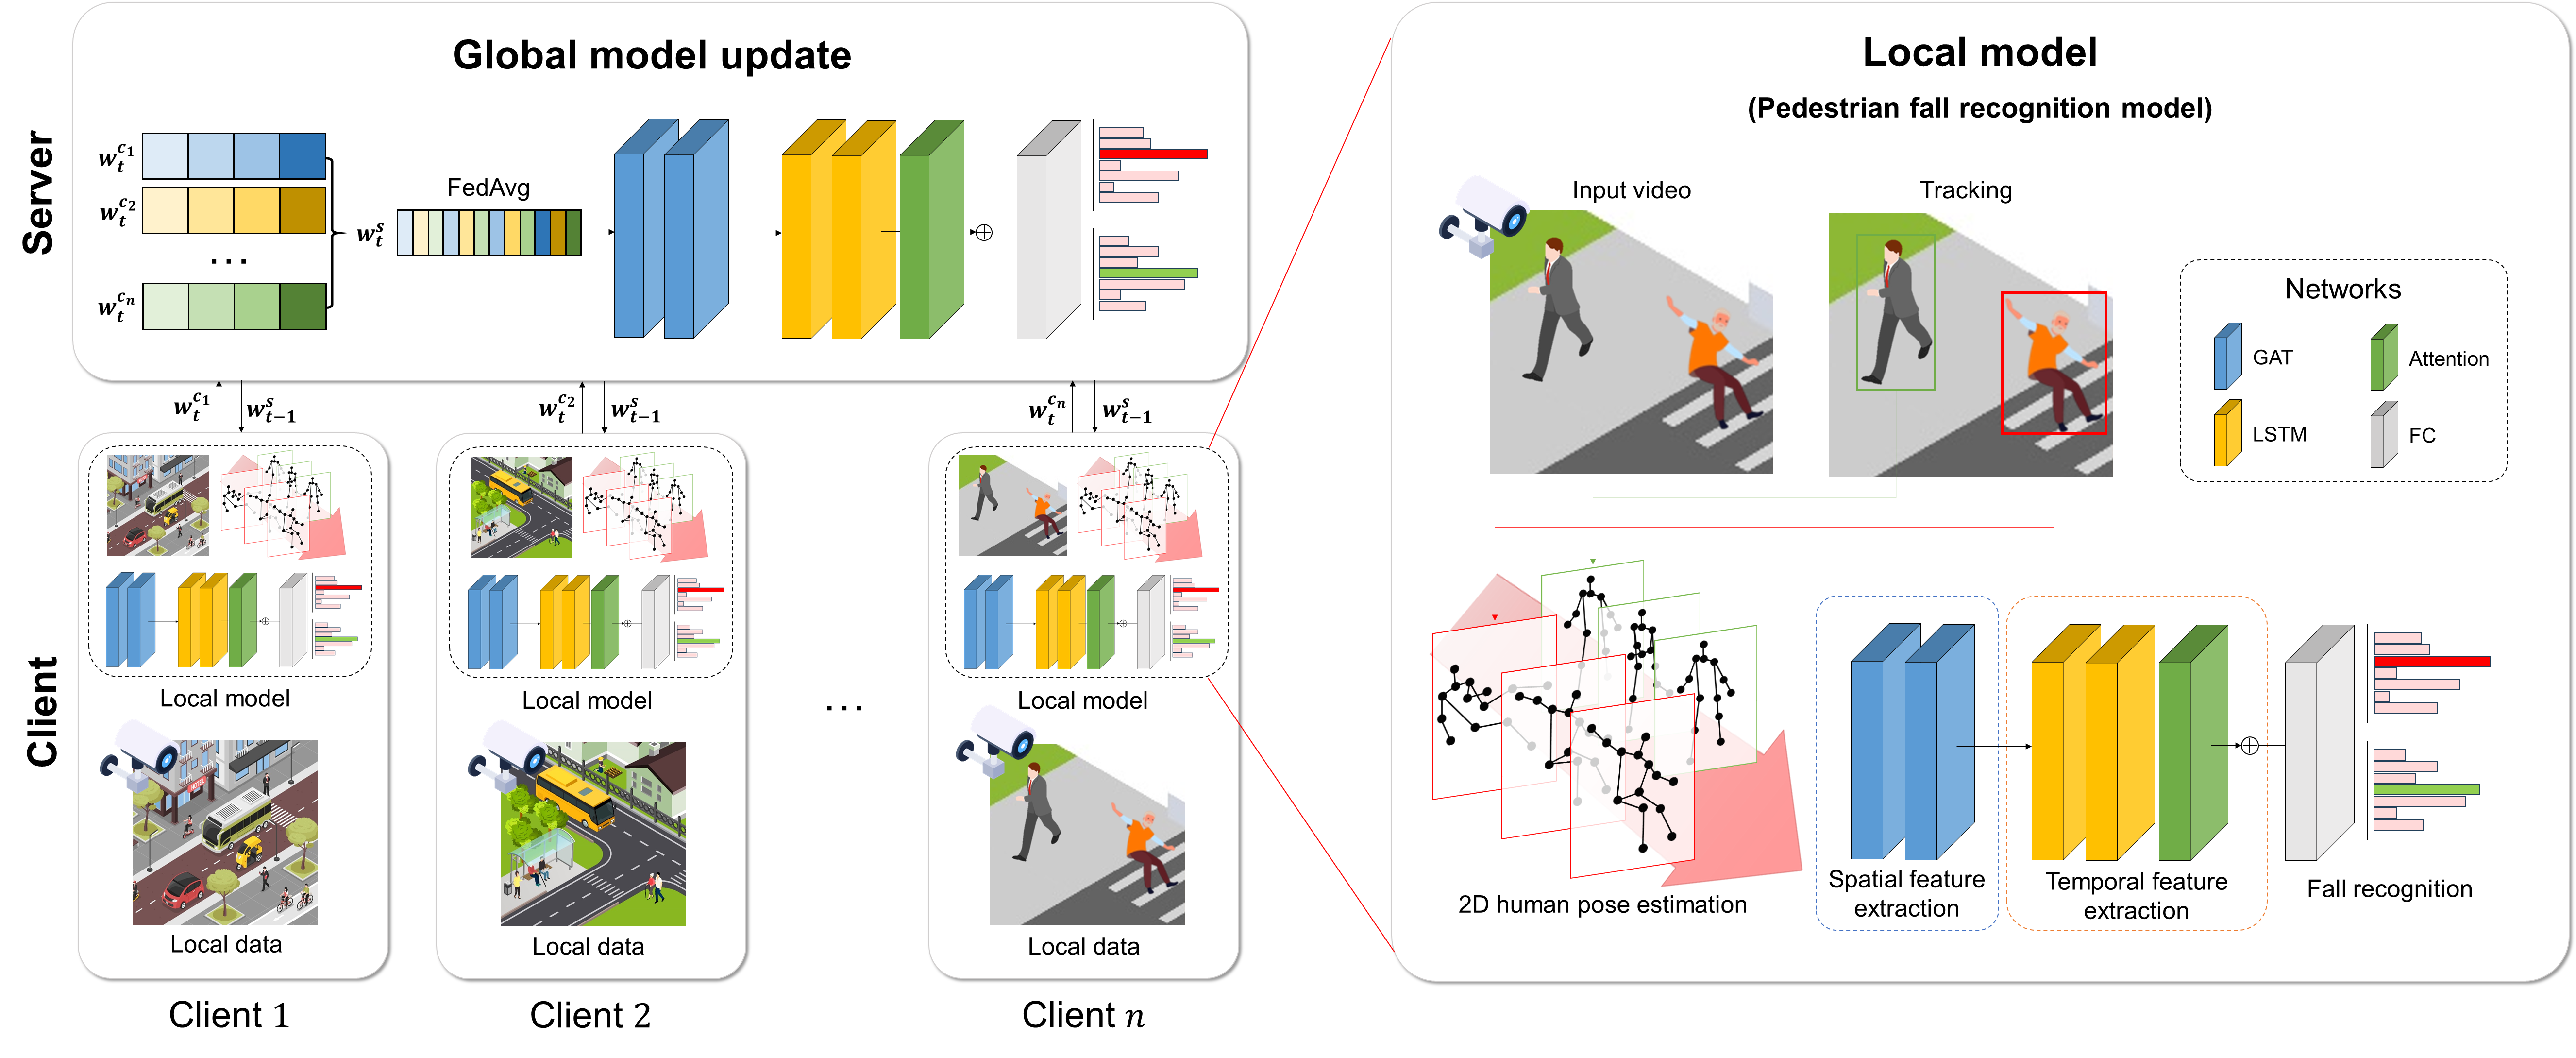 Global model update
Server
w_t^{c_1}
w_t^{c_2}
...
w_t^{c_n}
w_t^s
FedAvg
w_t^{c_1}
w_{t-1}^s
w_t^{c_2}
w_{t-1}^s
w_t^{c_n}
w_{t-1}^s
Client
Local model
Local data
Client 1
Local model
Local data
Client 2
...
Local model
Local data
Client n
Local model
(Pedestrian fall recognition model)
Input video
Tracking
Networks
GAT
Attention
LSTM
FC
2D human pose estimation
Spatial feature
extraction
Temporal feature
extraction
Fall recognition